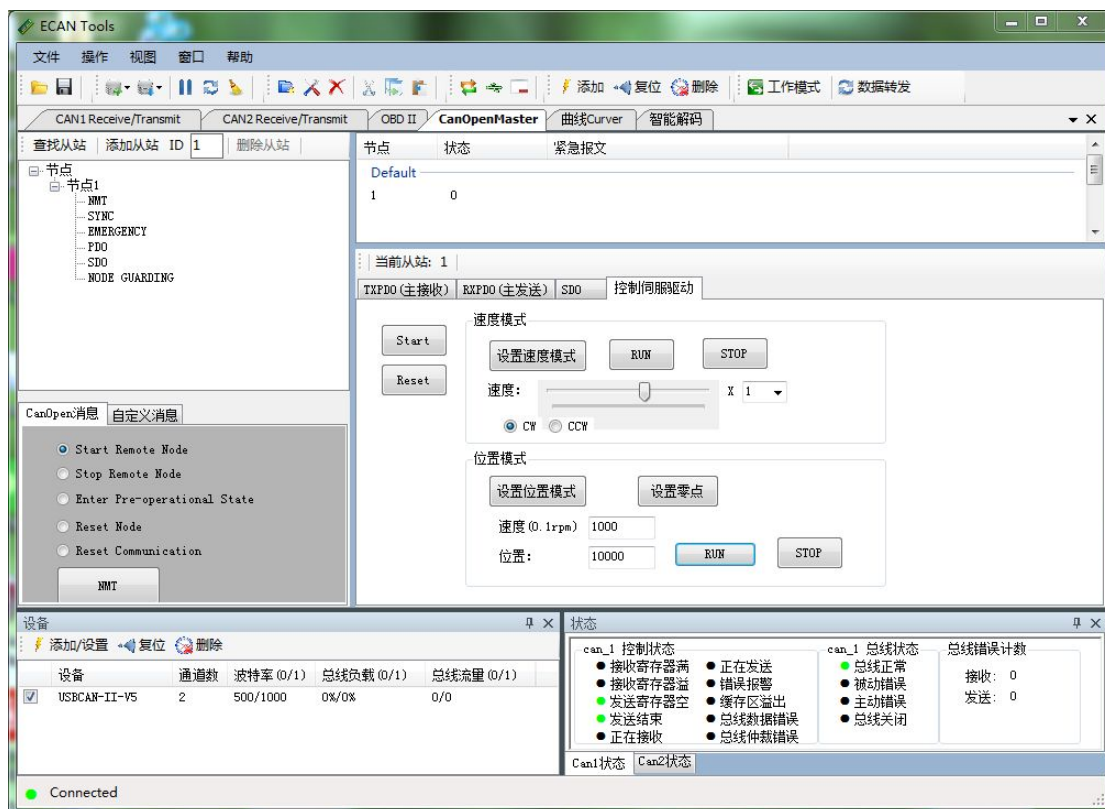 ECAN Tools
文件 操作 视图 窗口 帮助
添加 复位 删除 工作模式 数据转发
CAN1 Receive/Transmit CAN2 Receive/Transmit OBD II CanOpenMaster 曲线Curver 智能解码
查找从站 添加从站 ID 1 删除从站
节点
节点1
NMT
SYNC
EMERGENCY
PDO
SDO
NODE GUARDING
节点 状态 紧急报文
Default
1 0
当前从站: 1
TXPDO(主接收) RXPDO(主发送) SDO 控制伺服驱动
Start
Reset
速度模式
设置速度模式 RUN STOP
速度: X 1
CW CCW
位置模式
设置位置模式 设置零点
速度(0.1rpm) 1000
位置: 10000 RUN STOP
CanOpen消息 自定义消息
Start Remote Node
Stop Remote Node
Enter Pre-operational State
Reset Node
Reset Communication
NMT
设备
添加/设置 复位 删除
设备 通道数 波特率(0/1) 总线负载(0/1) 总线流量(0/1)
USBCAN-II-V5 2 500/1000 0%/0% 0/0
状态
can_1 控制状态
接收寄存器满 正在发送
接收寄存器溢 错误报警
发送寄存器空 缓存区溢出
发送结束 总线数据错误
正在接收 总线仲裁错误
can_1 总线状态
总线正常
被动错误
主动错误
总线关闭
总线错误计数
接收: 0
发送: 0
Can1状态 Can2状态
Connected